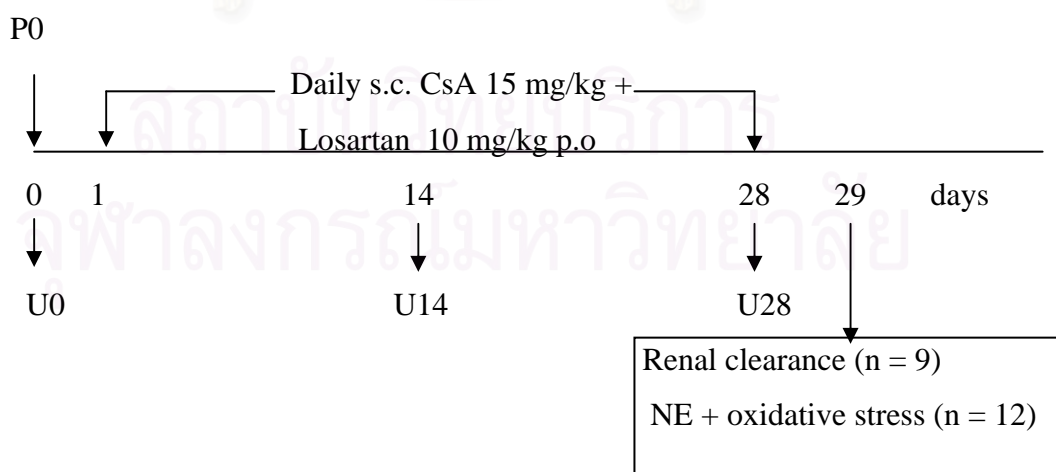 P0
Daily s.c. CsA 15 mg/kg +
Losartan 10 mg/kg p.o
สถาบันวิทยบริการ
0 1 14 28 29 days
จุฬาลงกรณ์มหาวิทยาลัย
U0 U14 U28
Renal clearance (n = 9)
NE + oxidative stress (n = 12)